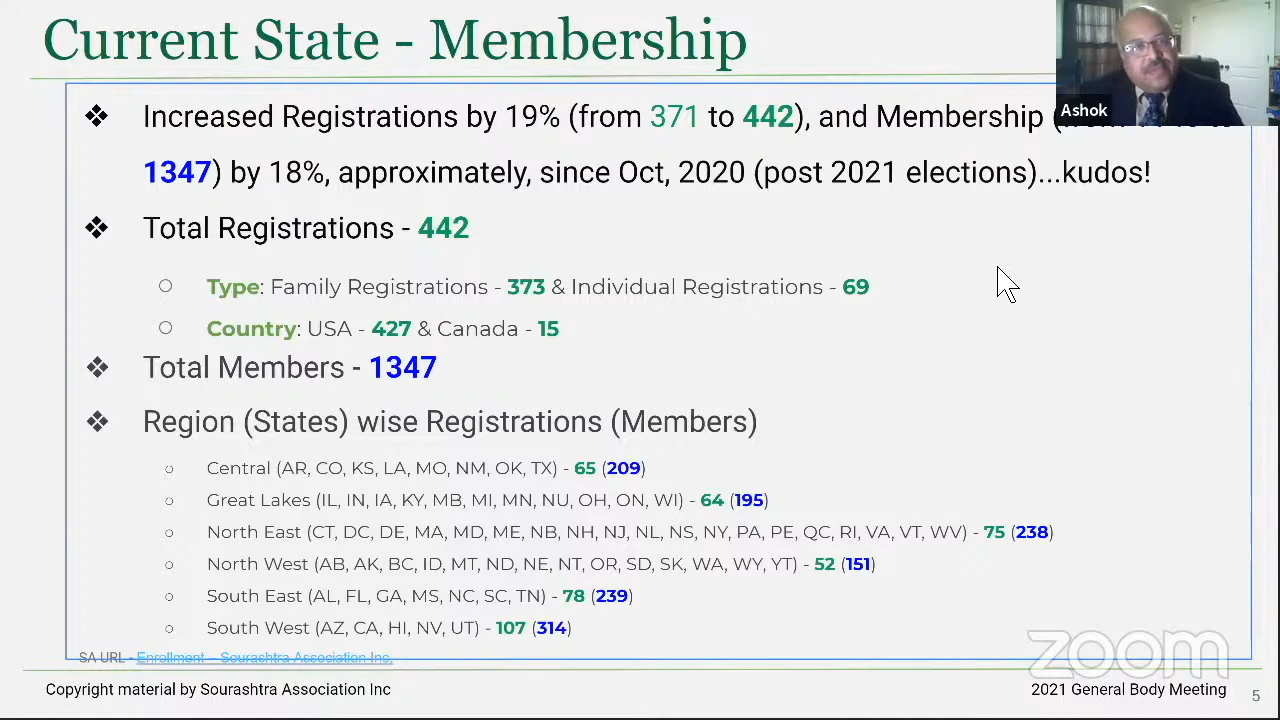 Current State - Membership
Ashok
❖ Increased Registrations by 19% (from 371 to 442), and Membership
1347) by 18%, approximately, since Oct, 2020 (post 2021 elections)...kudos!
❖ Total Registrations - 442
○ Type: Family Registrations - 373 & Individual Registrations - 69
○ Country: USA - 427 & Canada - 15
❖ Total Members - 1347
❖ Region (States) wise Registrations (Members)
○ Central (AR, CO, KS, LA, MO, NM, OK, TX) - 65 (209)
○ Great Lakes (IL, IN, IA, KY, MB, MI, MN, NU, OH, ON, WI) - 64 (195)
○ North East (CT, DC, DE, MA, MD, ME, NB, NH, NJ, NL, NS, NY, PA, PE, QC, RI, VA, VT, WV) - 75 (238)
○ North West (AB, AK, BC, ID, MT, ND, NE, NT, OR, SD, SK, WA, WY, YT) - 52 (151)
○ South East (AL, FL, GA, MS, NC, SC, TN) - 78 (239)
○ South West (AZ, CA, HI, NV, UT) - 107 (314)
SA URL - Enrollment – Sourashtra Association Inc.
zoom
Copyright material by Sourashtra Association Inc
2021 General Body Meeting
5